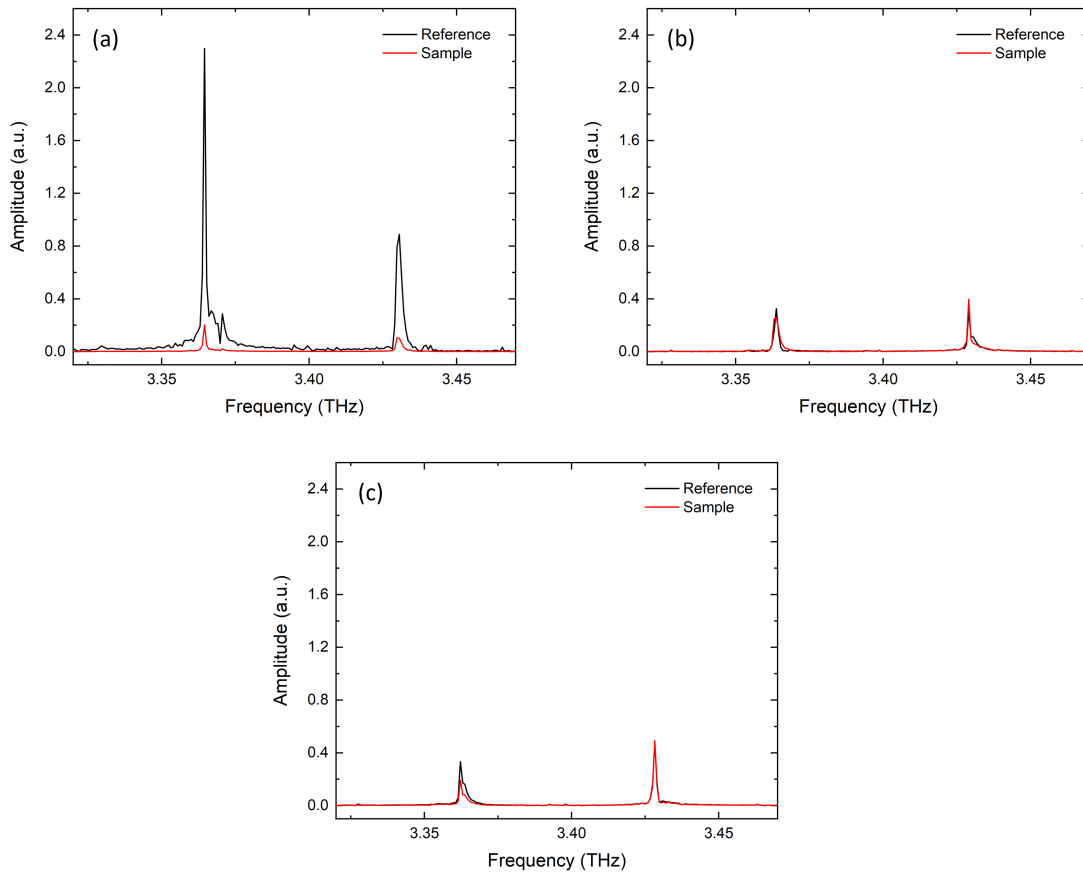 (a)
Reference
Sample
2.4
2.0
1.6
1.2
0.8
0.4
0.0
Amplitude (a.u.)
3.35
3.40
3.45
Frequency (THz)
(b)
Reference
Sample
2.4
2.0
1.6
1.2
0.8
0.4
0.0
Amplitude (a.u.)
3.35
3.40
3.45
Frequency (THz)
(c)
Reference
Sample
2.4
2.0
1.6
1.2
0.8
0.4
0.0
Amplitude (a.u.)
3.35
3.40
3.45
Frequency (THz)